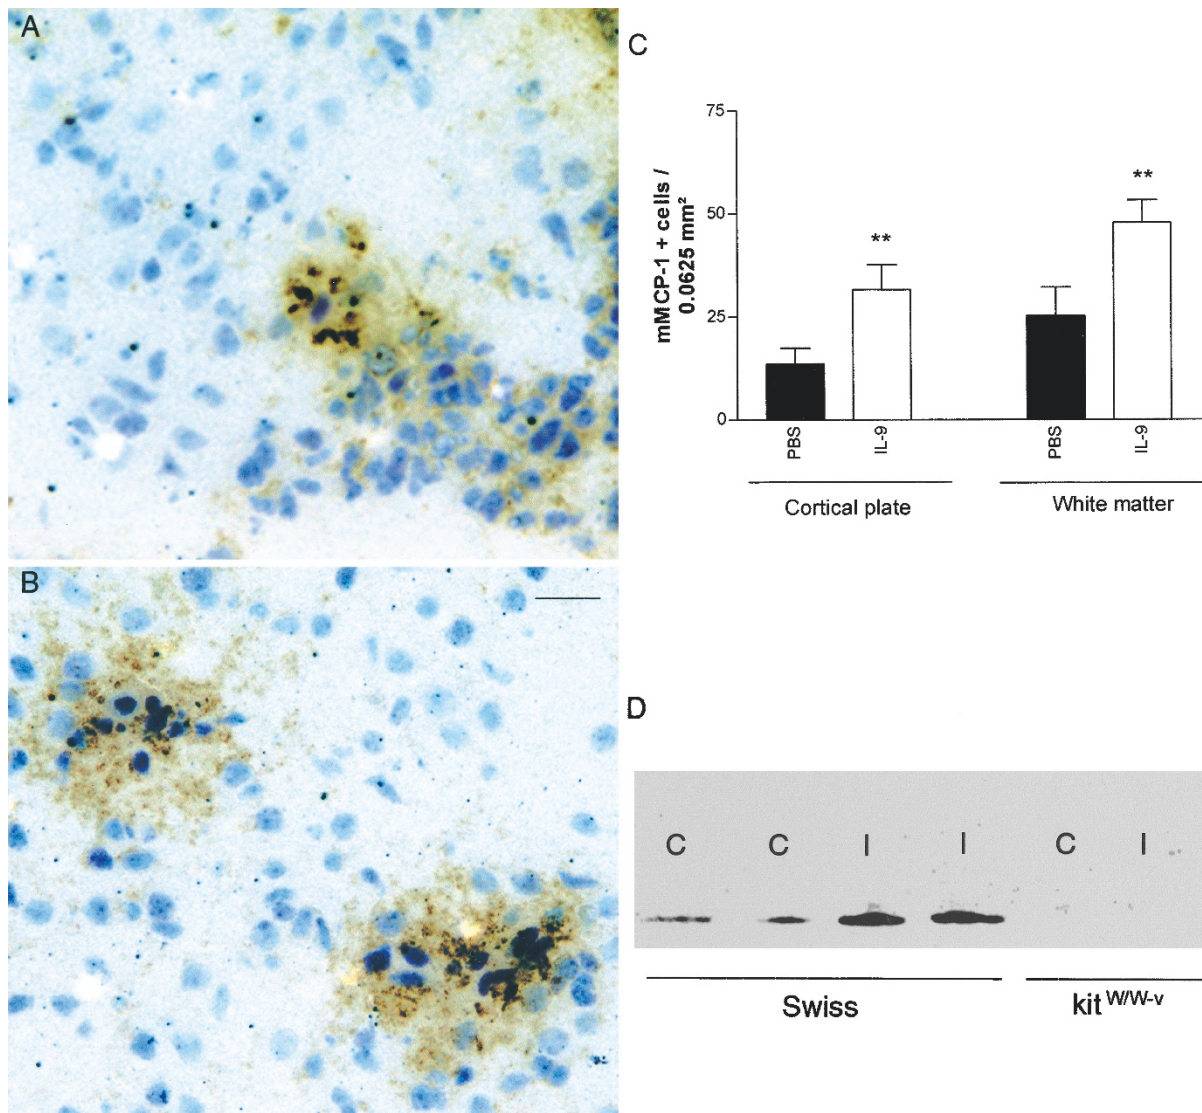 A
B
C
mMCP-1 + cells /
0.0625 mm²
75
50
25
0
**
**
PBS
IL-9
PBS
IL-9
Cortical plate
White matter
D
C C I I C I
Swiss
kit W/W-v